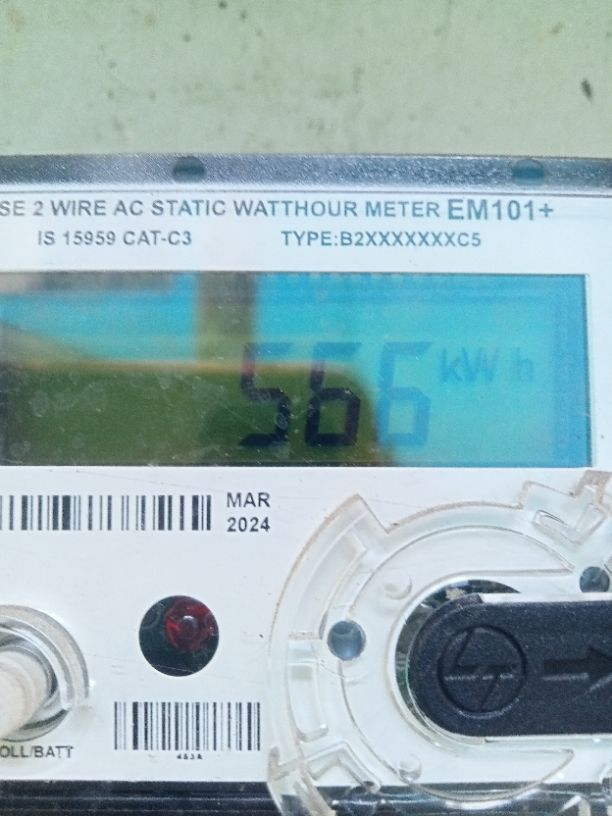 SE 2 WIRE AC STATIC WATTHOUR METER EM101+
IS 15959 CAT-C3 TYPE:B2XXXXXXXC5
566 kWh
MAR
2024
OLL/BATT
453A